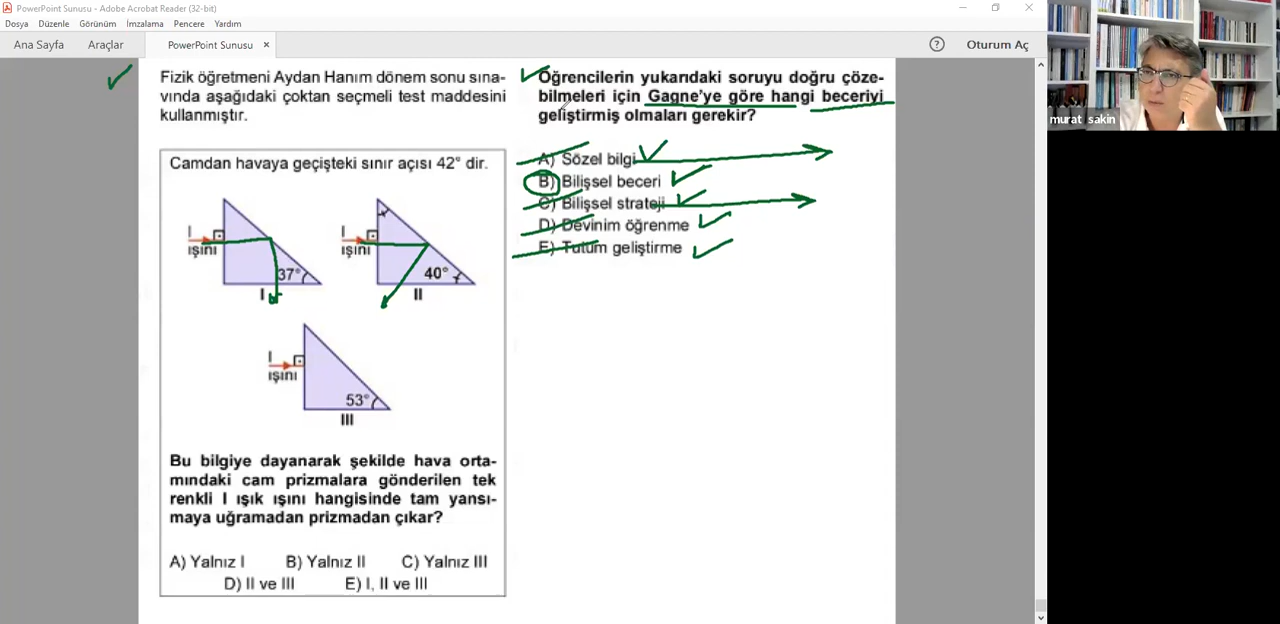 PowerPoint Sunusu - Adobe Acrobat Reader (32-bit)
Dosya Düzenle Görünüm İmzalama Pencere Yardım
Ana Sayfa Araçlar PowerPoint Sunusu × ? Oturum Aç
Fizik öğretmeni Aydan Hanım dönem sonu sına-
vında aşağıdaki çoktan seçmeli test maddesini
kullanmıştır.
Camdan havaya geçişteki sınır açısı 42° dir.
I
ışını
37°
I
I
ışını
40°
II
I
ışını
53°
III
Bu bilgiye dayanarak şekilde hava orta-
mındaki cam prizmalara gönderilen tek
renkli I ışık ışını hangisinde tam yansı-
maya uğramadan prizmadan çıkar?
A) Yalnız I B) Yalnız II C) Yalnız III
D) II ve III E) I, II ve III
Öğrencilerin yukarıdaki soruyu doğru çöze-
bilmeleri için Gagne'ye göre hangi beceriyi
geliştirmiş olmaları gerekir?
A) Sözel bilgi
B) Bilişsel beceri
C) Bilişsel strateji
D) Devinim öğrenme
E) Tutum geliştirme
murat sakin